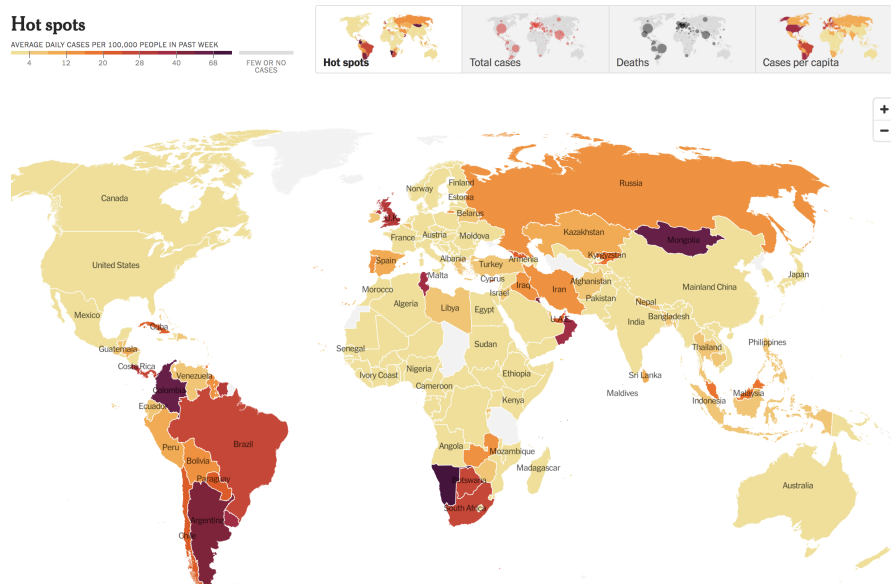 Hot spots
AVERAGE DAILY CASES PER 100,000 PEOPLE IN PAST WEEK
4 12 20 28 40 68
FEW OR NO
CASES
Hot spots
Total cases
Deaths
Cases per capita
+
−
Canada
United States
Mexico
Cuba
Guatemala
Costa Rica
Venezuela
Colombia
Ecuador
Brazil
Peru
Bolivia
Paraguay
Argentina
Chile
Norway
Finland
Estonia
Russia
Belarus
U.K.
France
Austria
Moldova
Kazakhstan
Mongolia
Spain
Albania
Turkey
Armenia
Kyrgyzstan
Malta
Cyprus
Japan
Morocco
Israel
Iraq
Iran
Afghanistan
Mainland China
Algeria
Libya
Egypt
Pakistan
Nepal
India
Bangladesh
U.A.E.
Senegal
Sudan
Thailand
Philippines
Ivory Coast
Nigeria
Ethiopia
Sri Lanka
Cameroon
Kenya
Maldives
Malaysia
Indonesia
Angola
Mozambique
Madagascar
Botswana
South Africa
Australia